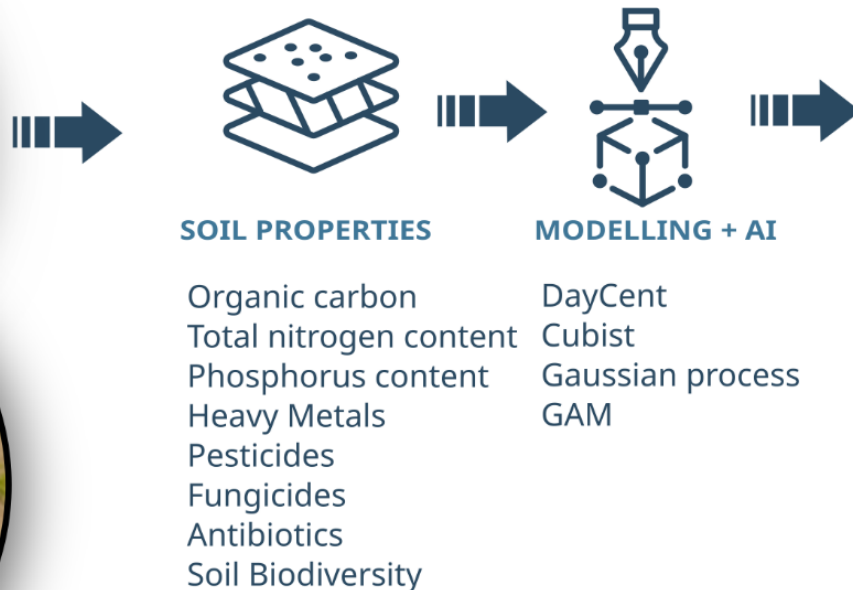 SOIL PROPERTIES
Organic carbon
Total nitrogen content
Phosphorus content
Heavy Metals
Pesticides
Fungicides
Antibiotics
Soil Biodiversity
MODELLING + AI
DayCent
Cubist
Gaussian process
GAM